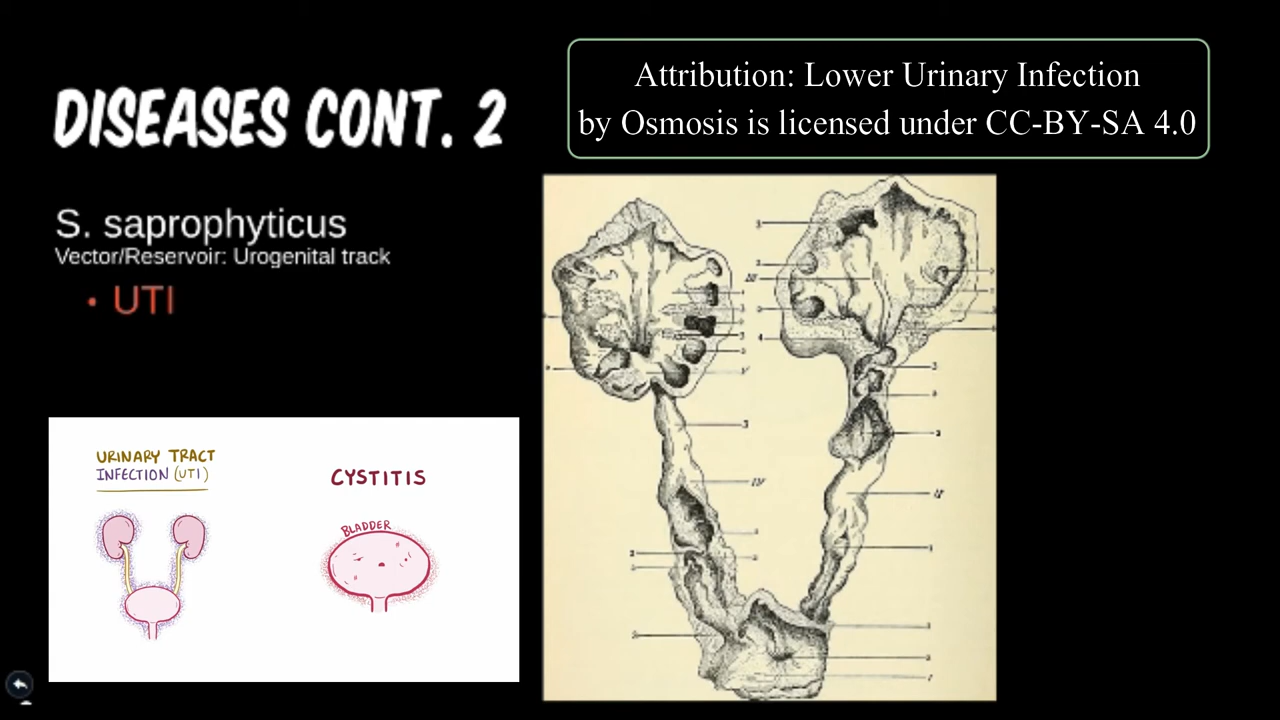 DISEASES CONT. 2
Attribution: Lower Urinary Infection
by Osmosis is licensed under CC-BY-SA 4.0
S. saprophyticus
Vector/Reservoir: Urogenital track
• UTI
URINARY TRACT
INFECTION (UTI)
CYSTITIS
BLADDER